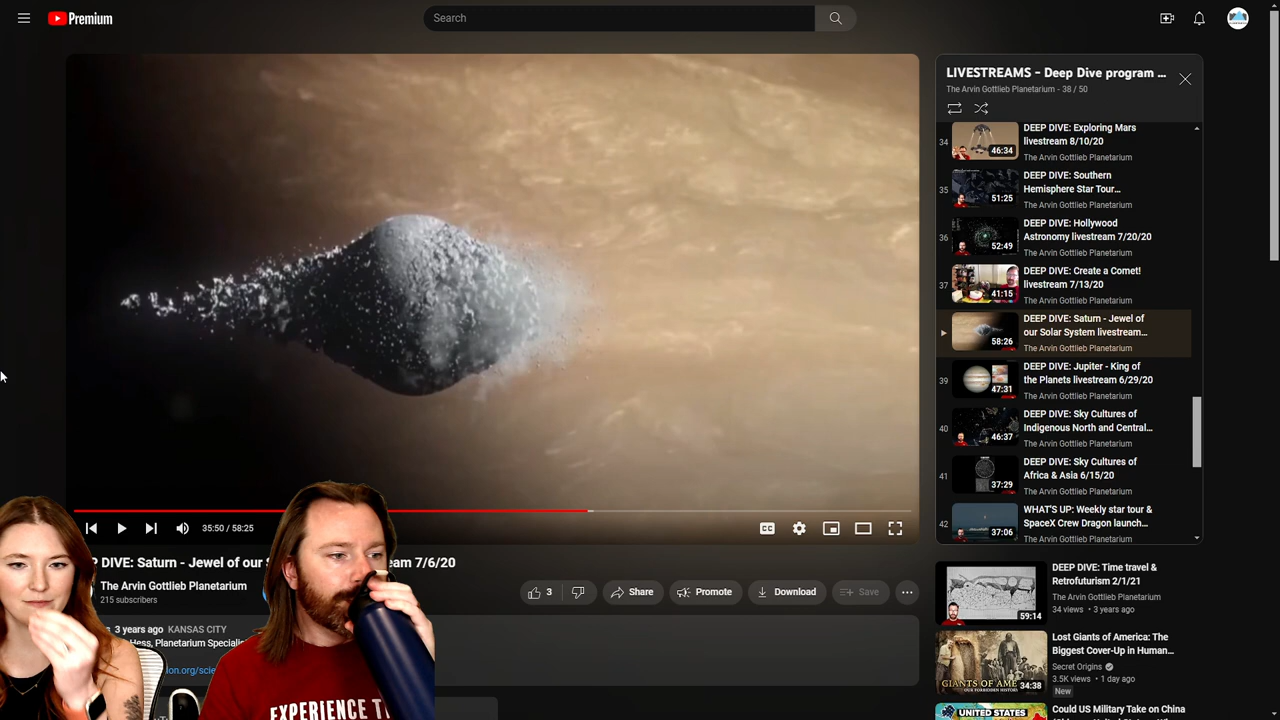 Premium
Search
35:50 / 58:25
P DIVE: Saturn - Jewel of our S
eam 7/6/20
The Arvin Gottlieb Planetarium
215 subscribers
3
Share
Promote
Download
Save
3 years ago KANSAS CITY
Hess, Planetarium Specialis
EXPERIENCE T
LIVESTREAMS - Deep Dive program ...
The Arvin Gottlieb Planetarium - 38 / 50
34
46:34
DEEP DIVE: Exploring Mars
livestream 8/10/20
The Arvin Gottlieb Planetarium
35
51:25
DEEP DIVE: Southern
Hemisphere Star Tour...
The Arvin Gottlieb Planetarium
36
52:49
DEEP DIVE: Hollywood
Astronomy livestream 7/20/20
The Arvin Gottlieb Planetarium
37
41:15
DEEP DIVE: Create a Comet!
livestream 7/13/20
The Arvin Gottlieb Planetarium
58:26
DEEP DIVE: Saturn - Jewel of
our Solar System livestream...
The Arvin Gottlieb Planetarium
39
47:31
DEEP DIVE: Jupiter - King of
the Planets livestream 6/29/20
The Arvin Gottlieb Planetarium
40
46:37
DEEP DIVE: Sky Cultures of
Indigenous North and Central...
The Arvin Gottlieb Planetarium
41
37:29
DEEP DIVE: Sky Cultures of
Africa & Asia 6/15/20
The Arvin Gottlieb Planetarium
42
37:06
WHAT'S UP: Weekly star tour &
SpaceX Crew Dragon launch...
The Arvin Gottlieb Planetarium
59:14
DEEP DIVE: Time travel &
Retrofuturism 2/1/21
The Arvin Gottlieb Planetarium
34 views • 3 years ago
GIANTS OF AME
34:38
Lost Giants of America: The
Biggest Cover-Up in Human...
Secret Origins
3.5K views • 1 day ago
New
UNITED STATES
Could US Military Take on China